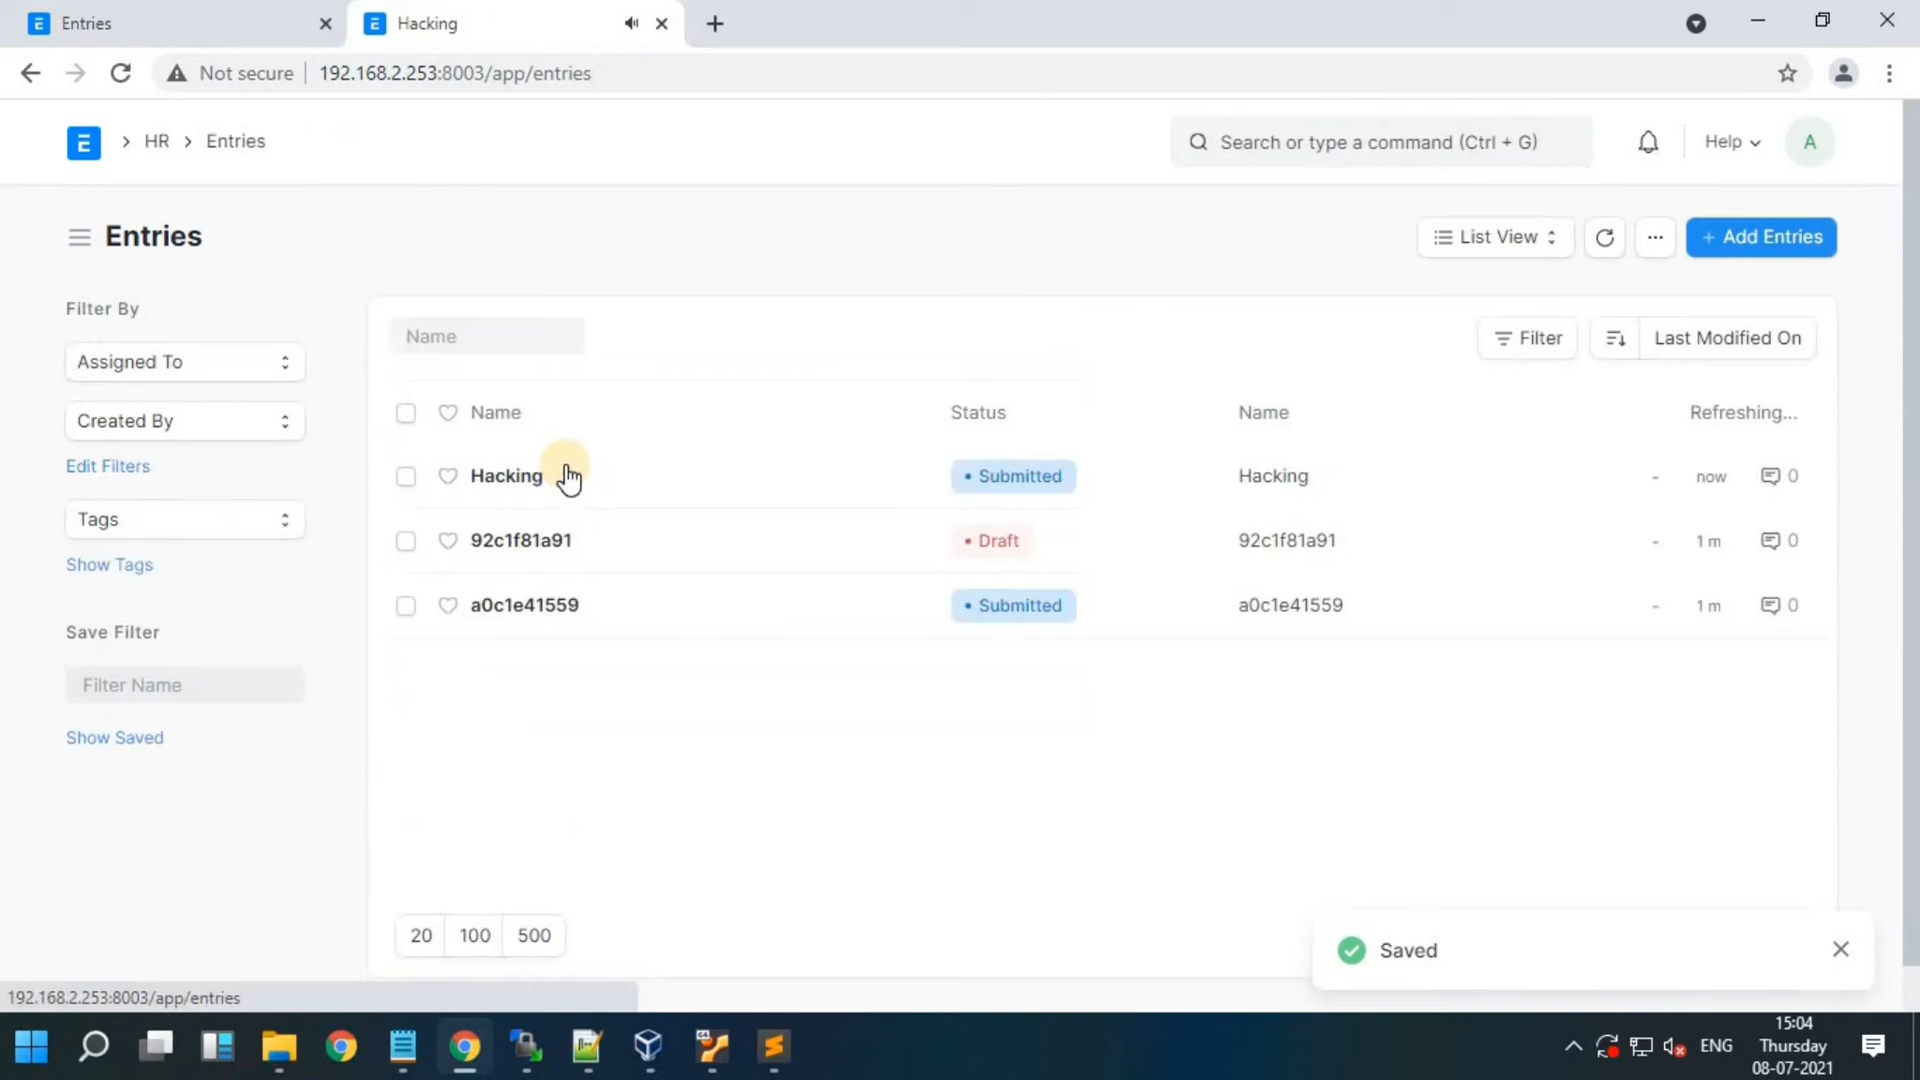 Entries
Hacking
Not secure
192.168.2.253:8003/app/entries
HR
Entries
Search or type a command (Ctrl + G)
Help
A
Entries
List View
+ Add Entries
Filter By
Assigned To
Created By
Edit Filters
Tags
Show Tags
Save Filter
Filter Name
Show Saved
Name
Filter
Last Modified On
Name Status Name Refreshing...
Hacking Submitted Hacking - now 0
92c1f81a91 Draft 92c1f81a91 - 1 m 0
a0c1e41559 Submitted a0c1e41559 - 1 m 0
20 100 500
Saved
192.168.2.253:8003/app/entries
ENG
15:04
Thursday
08-07-2021